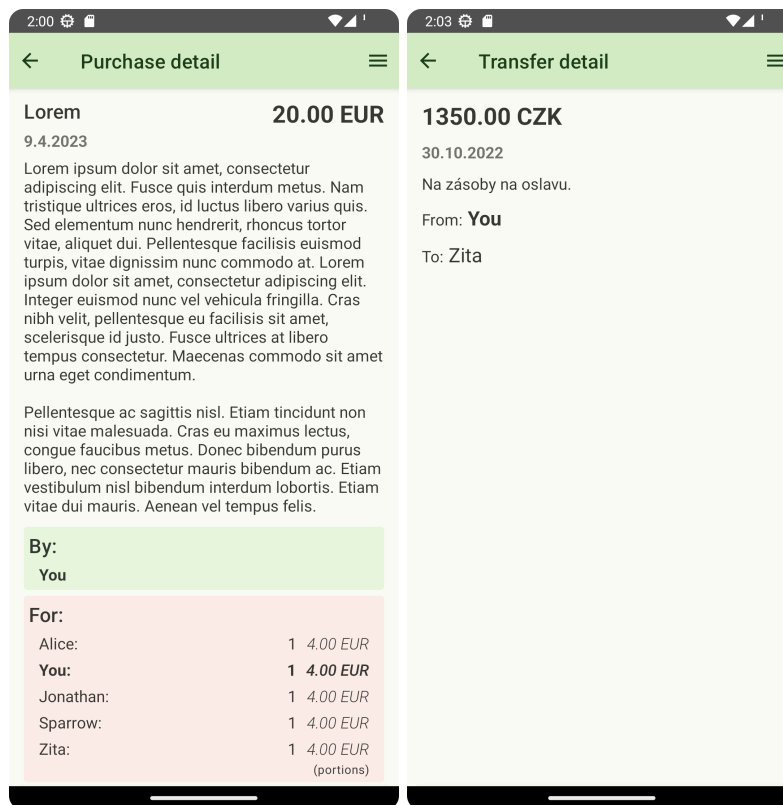 2:00
Purchase detail
Lorem
20.00 EUR
9.4.2023
Lorem ipsum dolor sit amet, consectetur
adipiscing elit. Fusce quis interdum metus. Nam
tristique ultrices eros, id luctus libero varius quis.
Sed elementum nunc hendrerit, rhoncus tortor
vitae, aliquet dui. Pellentesque facilisis euismod
turpis, vitae dignissim nunc commodo at. Lorem
ipsum dolor sit amet, consectetur adipiscing elit.
Integer euismod nunc vel vehicula fringilla. Cras
nibh velit, pellentesque eu facilisis sit amet,
scelerisque id justo. Fusce ultrices at libero
tempus consectetur. Maecenas commodo sit amet
urna eget condimentum.
Pellentesque ac sagittis nisl. Etiam tincidunt non
nisi vitae malesuada. Cras eu maximus lectus,
congue faucibus metus. Donec bibendum purus
libero, nec consectetur mauris bibendum ac. Etiam
vestibulum nisl bibendum interdum lobortis. Etiam
vitae dui mauris. Aenean vel tempus felis.
By:
You
For:
Alice: 1 4.00 EUR
You: 1 4.00 EUR
Jonathan: 1 4.00 EUR
Sparrow: 1 4.00 EUR
Zita: 1 4.00 EUR
(portions)
2:03
Transfer detail
1350.00 CZK
30.10.2022
Na zásoby na oslavu.
From: You
To: Zita